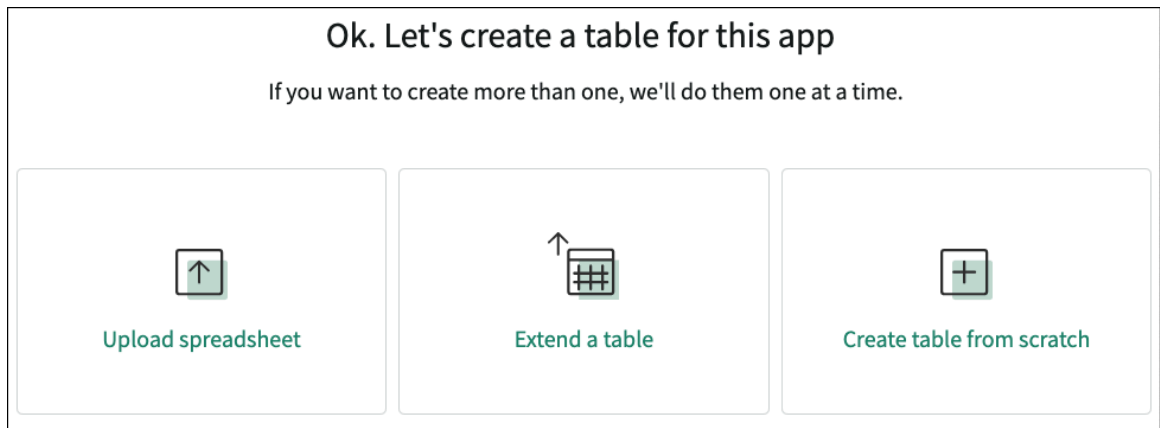 Ok. Let's create a table for this app
If you want to create more than one, we'll do them one at a time.
Upload spreadsheet
Extend a table
Create table from scratch